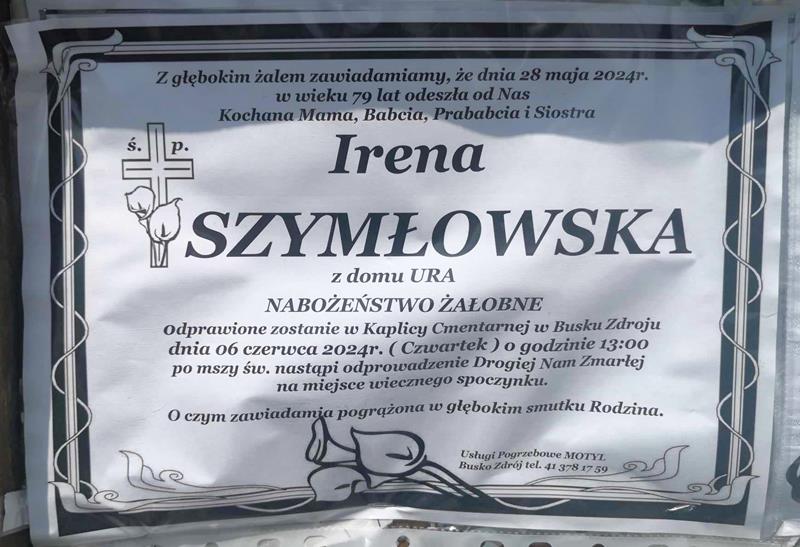 Z głębokim żalem zawiadamiamy, że dnia 28 maja 2024r.
w wieku 79 lat odeszła od Nas
Kochana Mama, Babcia, Prababcia i Siostra
ś. p.
Irena
SZYMŁOWSKA
z domu URA
NABOŻEŃSTWO ŻAŁOBNE
odprawione zostanie w Kaplicy Cmentarnej w Busku Zdroju
dnia 06 czerwca 2024r. ( Czwartek ) o godzinie 13:00
po mszy św. nastąpi odprowadzenie Drogiej Nam Zmarłej
na miejsce wiecznego spoczynku.
O czym zawiadamia pogrążona w głębokim smutku Rodzina.
Usługi Pogrzebowe MOTYL
Busko Zdrój tel. 41 378 17 59